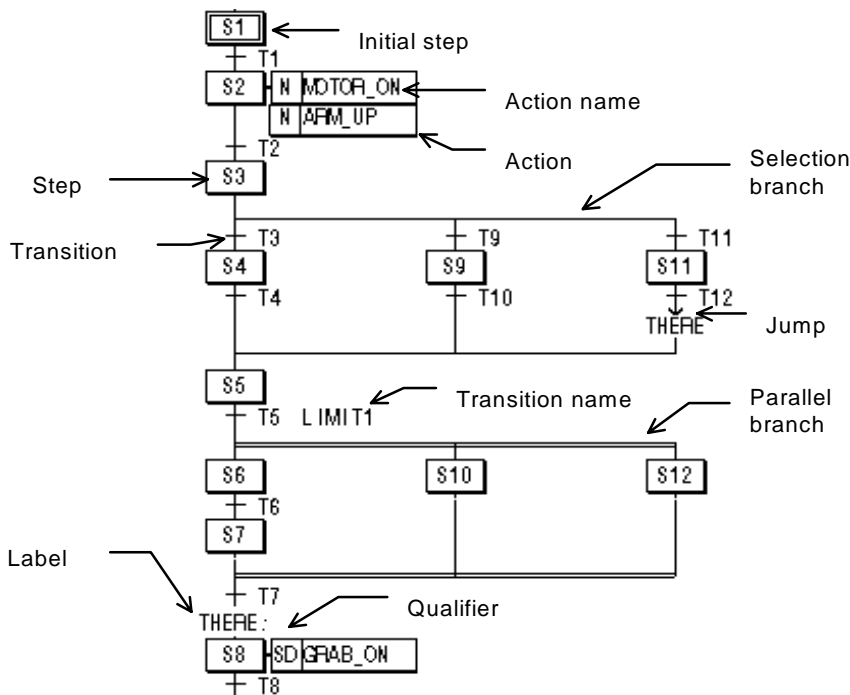 S1
Initial step
T1
S2 N MOTOR_ON
Action name
N ARM_UP
T2
Action
Step
S3
Selection
branch
Transition
T3 T9 T11
S4 S9 S11
T4 T10 T12
THERE
Jump
S5
T5 LIMIT1
Transition name
Parallel
branch
S6 S10 S12
T6
S7
Label
T7
Qualifier
THERE:
S8 SD GRAB_ON
T8